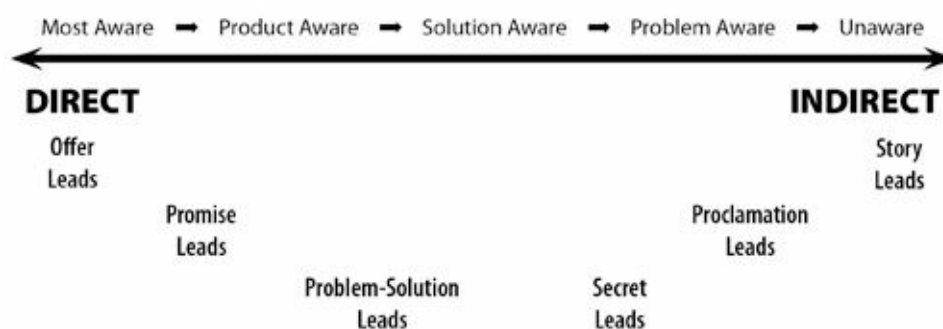 Most Aware ➡ Product Aware ➡ Solution Aware ➡ Problem Aware ➡ Unaware
DIRECT INDIRECT
Offer Story
Leads Leads
Promise Proclamation
Leads Leads
Problem-Solution Secret
Leads Leads